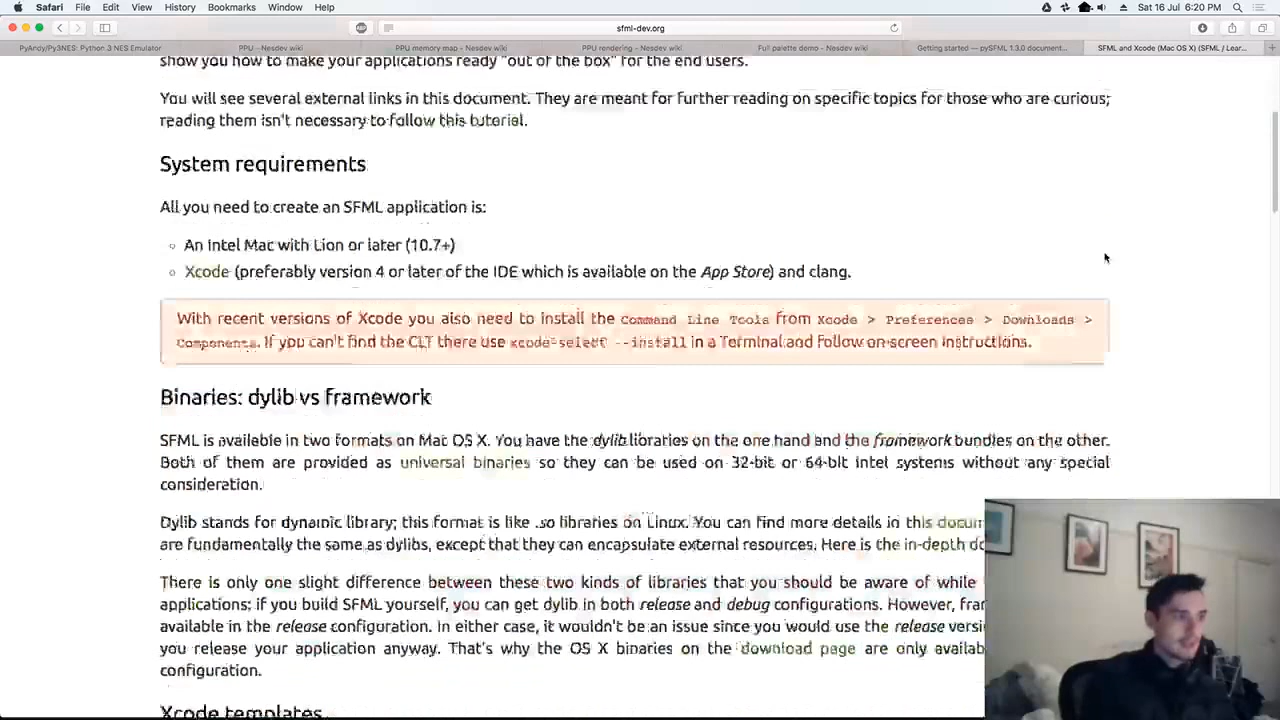 Safari File Edit View History Bookmarks Window Help Sat 16 Jul 6:20 PM
sfml-dev.org
PyAndy/Py3NES: Python 3 NES Emulator PPU - Nesdev wiki PPU memory map - Nesdev wiki PPU rendering - Nesdev wiki Full palette demo - Nesdev wiki Getting started — pySFML 1.3.0 document... SFML and Xcode (Mac OS X) (SFML / Lear...
show you how to make your applications ready "out of the box" for the end users.
You will see several external links in this document. They are meant for further reading on specific topics for those who are curious;
reading them isn't necessary to follow this tutorial.
System requirements
All you need to create an SFML application is:
An Intel Mac with Lion or later (10.7+)
Xcode (preferably version 4 or later of the IDE which is available on the App Store) and clang.
With recent versions of Xcode you also need to install the Command Line Tools from Xcode > Preferences > Downloads >
Components. If you can't find the CLT there use xcode-select --install in a Terminal and follow on-screen instructions.
Binaries: dylib vs framework
SFML is available in two formats on Mac OS X. You have the dylib libraries on the one hand and the framework bundles on the other.
Both of them are provided as universal binaries so they can be used on 32-bit or 64-bit Intel systems without any special
consideration.
Dylib stands for dynamic library; this format is like .so libraries on Linux. You can find more details in this docum
are fundamentally the same as dylibs, except that they can encapsulate external resources. Here is the in-depth do
There is only one slight difference between these two kinds of libraries that you should be aware of while
applications: if you build SFML yourself, you can get dylib in both release and debug configurations. However, fran
available in the release configuration. In either case, it wouldn't be an issue since you would use the release versi
you release your application anyway. That's why the OS X binaries on the download page are only availab
configuration.
Xcode templates